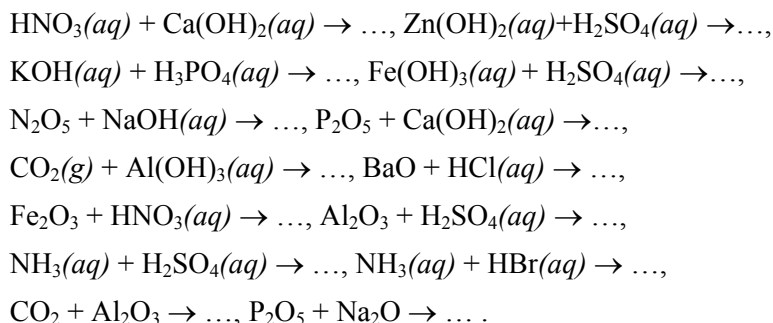 HNO₃(aq) + Ca(OH)₂(aq) → …, Zn(OH)₂(aq)+H₂SO₄(aq) →…,
KOH(aq) + H₃PO₄(aq) → …, Fe(OH)₃(aq) + H₂SO₄(aq) →…,
N₂O₅ + NaOH(aq) → …, P₂O₅ + Ca(OH)₂(aq) →…,
CO₂(g) + Al(OH)₃(aq) → …, BaO + HCl(aq) → …,
Fe₂O₃ + HNO₃(aq) → …, Al₂O₃ + H₂SO₄(aq) → …,
NH₃(aq) + H₂SO₄(aq) → …, NH₃(aq) + HBr(aq) → …,
CO₂ + Al₂O₃ → …, P₂O₅ + Na₂O → … .